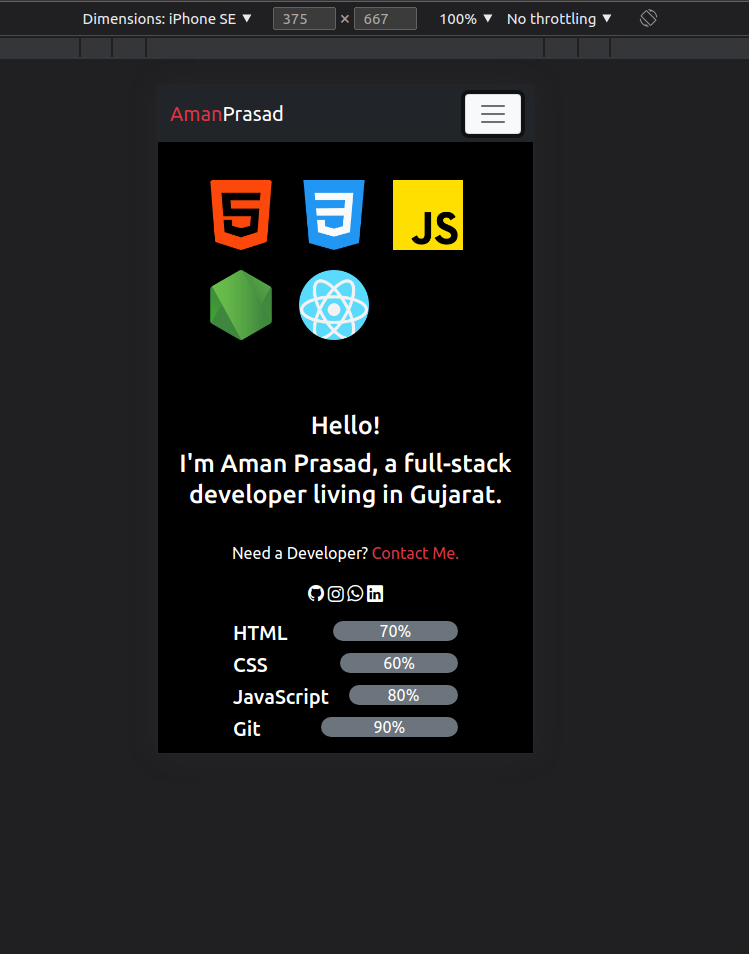 Dimensions: iPhone SE ▼ 375 × 667 100% ▼ No throttling ▼
AmanPrasad
JS
Hello!
I'm Aman Prasad, a full-stack
developer living in Gujarat.
Need a Developer? Contact Me.
HTML 70%
CSS 60%
JavaScript 80%
Git 90%